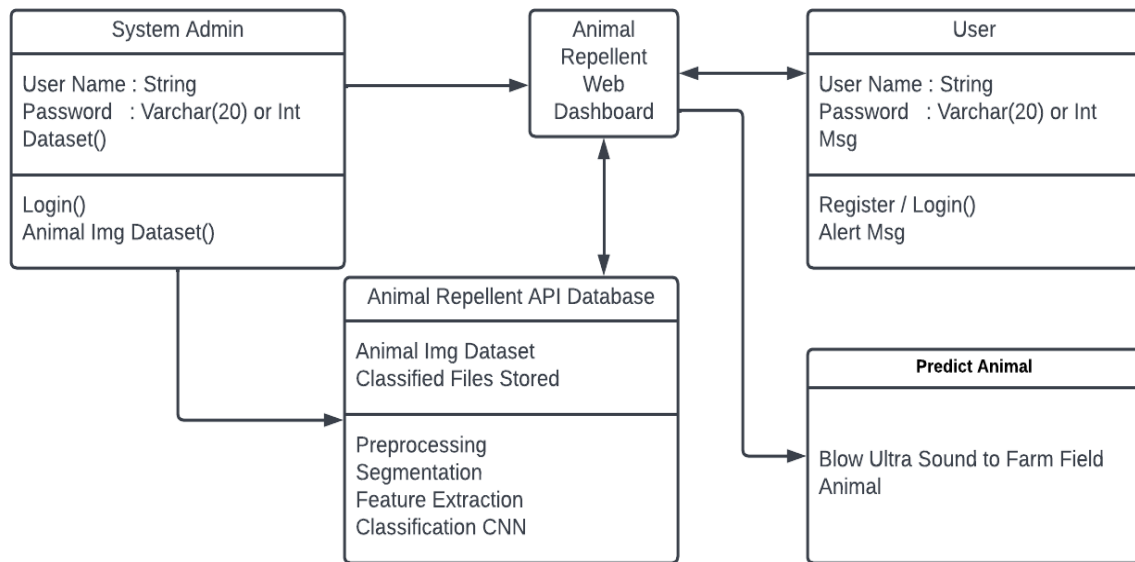 System Admin
User Name : String
Password : Varchar(20) or Int
Dataset()
Login()
Animal Img Dataset()
Animal
Repellent
Web
Dashboard
User
User Name : String
Password : Varchar(20) or Int
Msg
Register / Login()
Alert Msg
Animal Repellent API Database
Animal Img Dataset
Classified Files Stored
Preprocessing
Segmentation
Feature Extraction
Classification CNN
Predict Animal
Blow Ultra Sound to Farm Field
Animal